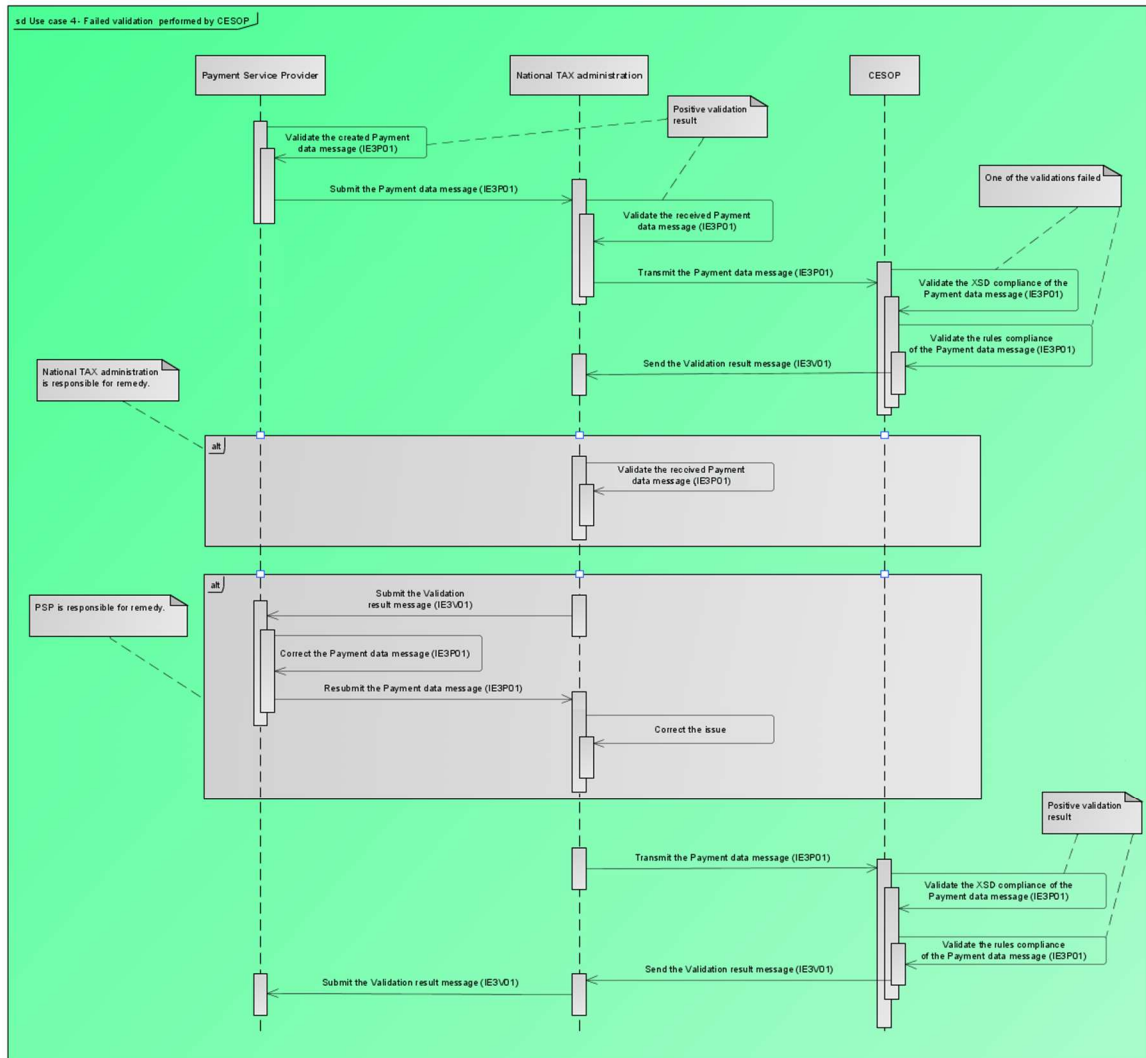 sd Use case 4- Failed validation performed by CESOP
Payment Service Provider
National TAX administration
CESOP
Positive validation
result
Validate the created Payment
data message (IE3P01)
One of the validations failed
Submit the Payment data message (IE3P01)
Validate the received Payment
data message (IE3P01)
Transmit the Payment data message (IE3P01)
Validate the XSD compliance of the
Payment data message (IE3P01)
Validate the rules compliance
of the Payment data message (IE3P01)
Send the Validation result message (IE3V01)
National TAX administration
is responsible for remedy.
alt
Validate the received Payment
data message (IE3P01)
alt
PSP is responsible for remedy.
Submit the Validation
result message (IE3V01)
Correct the Payment data message (IE3P01)
Resubmit the Payment data message (IE3P01)
Correct the issue
Positive validation
result
Transmit the Payment data message (IE3P01)
Validate the XSD compliance of the
Payment data message (IE3P01)
Validate the rules compliance
of the Payment data message (IE3P01)
Send the Validation result message (IE3V01)
Submit the Validation result message (IE3V01)